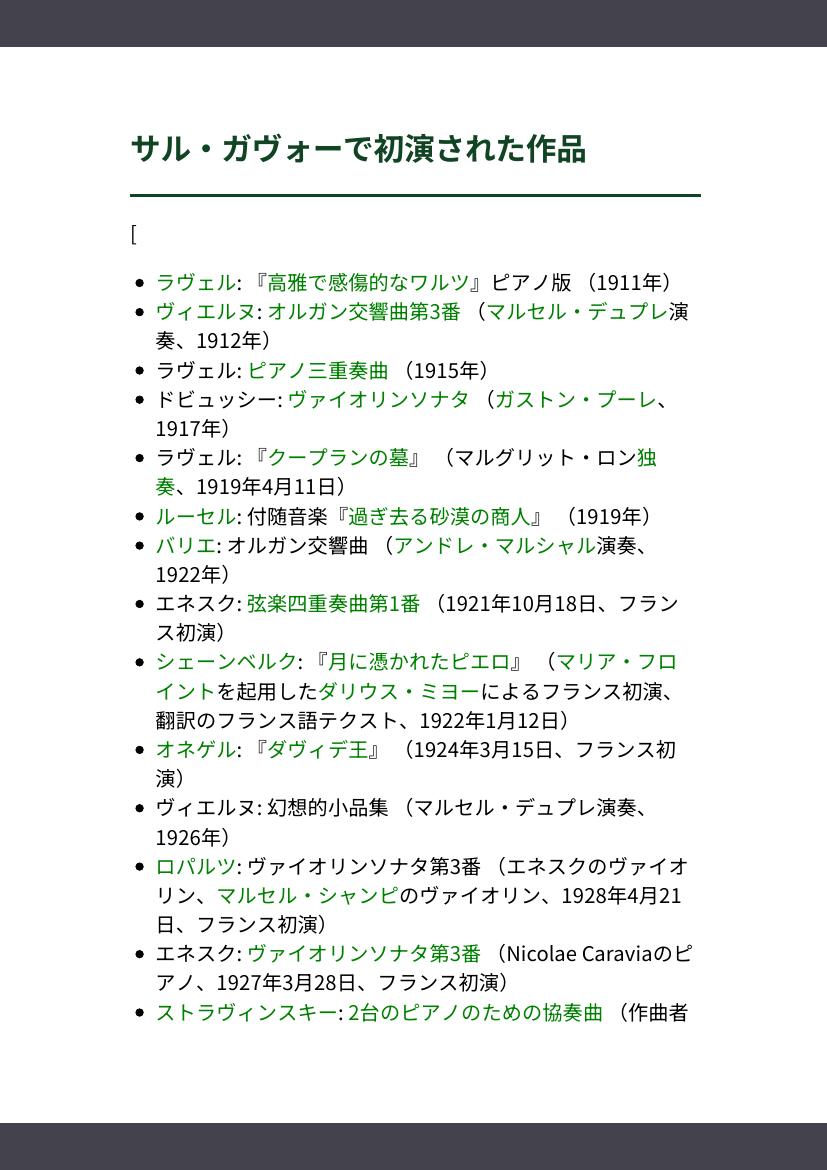 サル・ガヴォーで初演された作品
[
• ラヴェル: 『高雅で感傷的なワルツ』ピアノ版 （1911年）
• ヴィエルヌ: オルガン交響曲第3番 （マルセル・デュプレ演
奏、1912年）
• ラヴェル: ピアノ三重奏曲 （1915年）
• ドビュッシー: ヴァイオリンソナタ （ガストン・プーレ、
1917年）
• ラヴェル: 『クープランの墓』 （マルグリット・ロン独
奏、1919年4月11日）
• ルーセル: 付随音楽『過ぎ去る砂漠の商人』 （1919年）
• バリエ: オルガン交響曲 （アンドレ・マルシャル演奏、
1922年）
• エネスク: 弦楽四重奏曲第1番 （1921年10月18日、フラン
ス初演）
• シェーンベルク: 『月に憑かれたピエロ』 （マリア・フロ
イントを起用したダリウス・ミヨーによるフランス初演、
翻訳のフランス語テクスト、1922年1月12日）
• オネゲル: 『ダヴィデ王』 （1924年3月15日、フランス初
演）
• ヴィエルヌ: 幻想的小品集 （マルセル・デュプレ演奏、
1926年）
• ロパルツ: ヴァイオリンソナタ第3番 （エネスクのヴァイオ
リン、マルセル・シャンピのヴァイオリン、1928年4月21
日、フランス初演）
• エネスク: ヴァイオリンソナタ第3番 （Nicolae Caraviaのピ
アノ、1927年3月28日、フランス初演）
• ストラヴィンスキー: 2台のピアノのための協奏曲 （作曲者